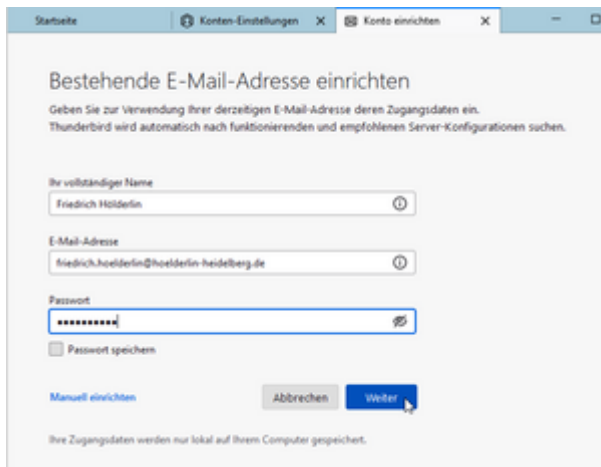 Startseite
Konten-Einstellungen
Konto einrichten
Bestehende E-Mail-Adresse einrichten
Geben Sie zur Verwendung Ihrer derzeitigen E-Mail-Adresse deren Zugangsdaten ein.
Thunderbird wird automatisch nach funktionierenden und empfohlenen Server-Konfigurationen suchen.
Ihr vollständiger Name
Friedrich Hölderlin
E-Mail-Adresse
friedrich.hoelderlin@hoelderlin-heidelberg.de
Passwort
Passwort speichern
Manuell einrichten
Abbrechen
Weiter
Ihre Zugangsdaten werden nur lokal auf Ihrem Computer gespeichert.